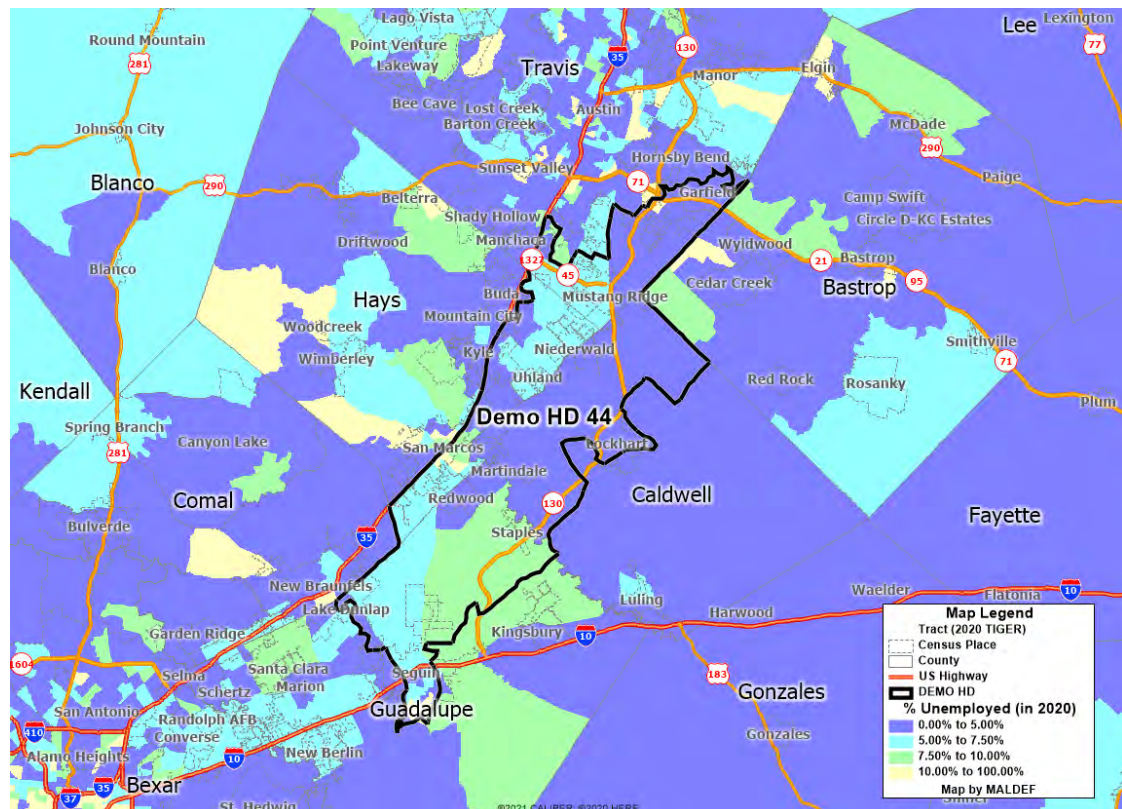 Lago Vista
Lee
Lexington
Round Mountain
Point Venture
130
77
281
Lakeway
Travis
35
Manor
Elgin
Bee Cave
Lost Creek
Austin
Barton Creek
McDade
Johnson City
290
Hornsby Bend
Blanco
290
Sunset Valley
71
Garfield
Paige
Belterra
Camp Swift
Shady Hollow
Circle D-KC Estates
Driftwood
Manchaca
Wyldwood
1327
21
Bastrop
Blanco
45
95
Cedar Creek
Bastrop
Hays
Buda
Mustang Ridge
Mountain City
Woodcreek
Smithville
Kyle
Niederwald
Wimberley
71
Uhland
Red Rock
Rosanky
Kendall
Plum
Spring Branch
Demo HD 44
Canyon Lake
San Marcos
Lockhart
281
Martindale
Comal
Redwood
Caldwell
130
Fayette
Bulverde
35
Staples
New Braunfels
Waelder
10
Lake Dunlap
Luling
Harwood
Flatonia
Garden Ridge
Kingsbury
10
1604
Santa Clara
Selma
Marion
Seguin
183
Schertz
Gonzales
San Antonio
Randolph AFB
Guadalupe
410
Converse
Gonzales
Alamo Heights
10
New Berlin
Bexar
35
37
St. Hedwig
©2021 CALIPER; ©2020 HERE
Map Legend
Tract (2020 TIGER)
Census Place
County
US Highway
DEMO HD
% Unemployed (in 2020)
0.00% to 5.00%
5.00% to 7.50%
7.50% to 10.00%
10.00% to 100.00%
Map by MALDEF